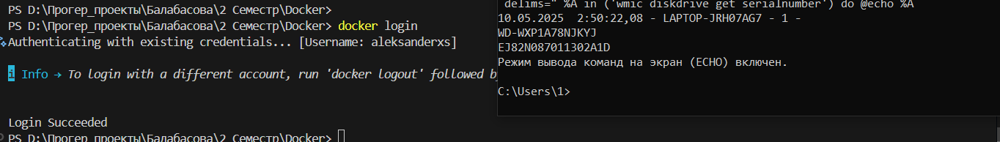 PS D:\Прогер_проекты\Балабасова\2 Семестр\Docker>
PS D:\Прогер_проекты\Балабасова\2 Семестр\Docker> docker login
Authenticating with existing credentials... [Username: aleksanderxs]
i Info → To login with a different account, run 'docker logout' followed by
Login Succeeded
PS D:\Прогер_проекты\Балабасова\2 Семестр\Docker>
delims=" %A in ('wmic diskdrive get serialnumber') do @echo %A
10.05.2025  2:50:22,08 - LAPTOP-JRH07AG7 - 1 -
WD-WXP1A78NJKYJ
EJ82N087011302A1D
Режим вывода команд на экран (ECHO) включен.
C:\Users\1>